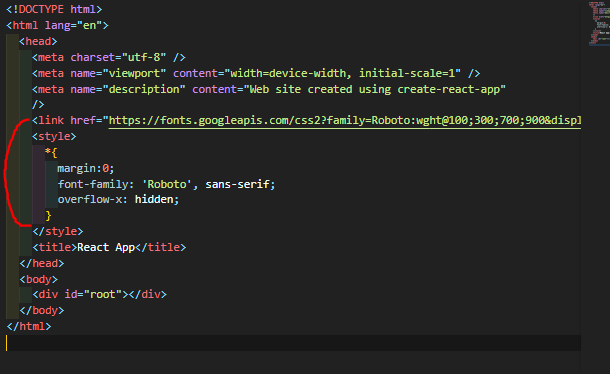 <!DOCTYPE html>
<html lang="en">
<head>
<meta charset="utf-8" />
<meta name="viewport" content="width=device-width, initial-scale=1" />
<meta name="description" content="Web site created using create-react-app"
/>
<link href="https://fonts.googleapis.com/css2?family=Roboto:wght@100;300;700;900&displ
<style>
*{
margin:0;
font-family: 'Roboto', sans-serif;
overflow-x: hidden;
}
</style>
<title>React App</title>
</head>
<body>
<div id="root"></div>
</body>
</html>